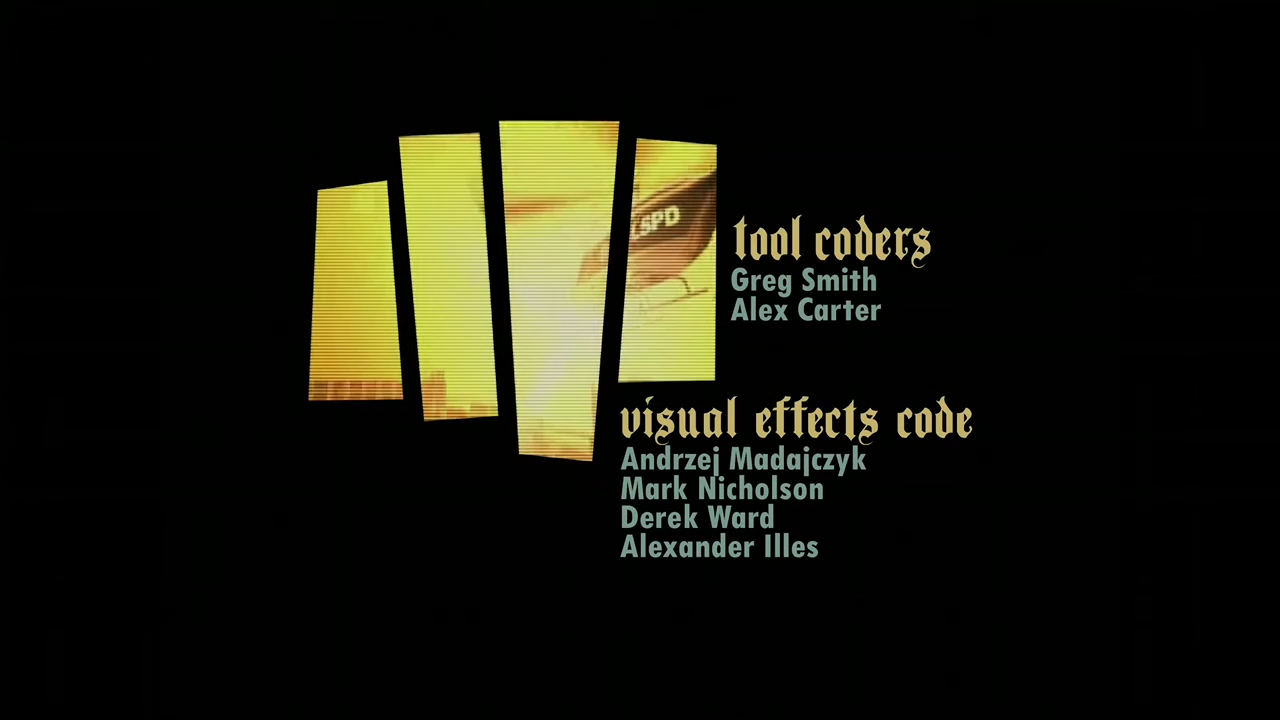 LSPD
tool coders
Greg Smith
Alex Carter
visual effects code
Andrzej Madajczyk
Mark Nicholson
Derek Ward
Alexander Illes